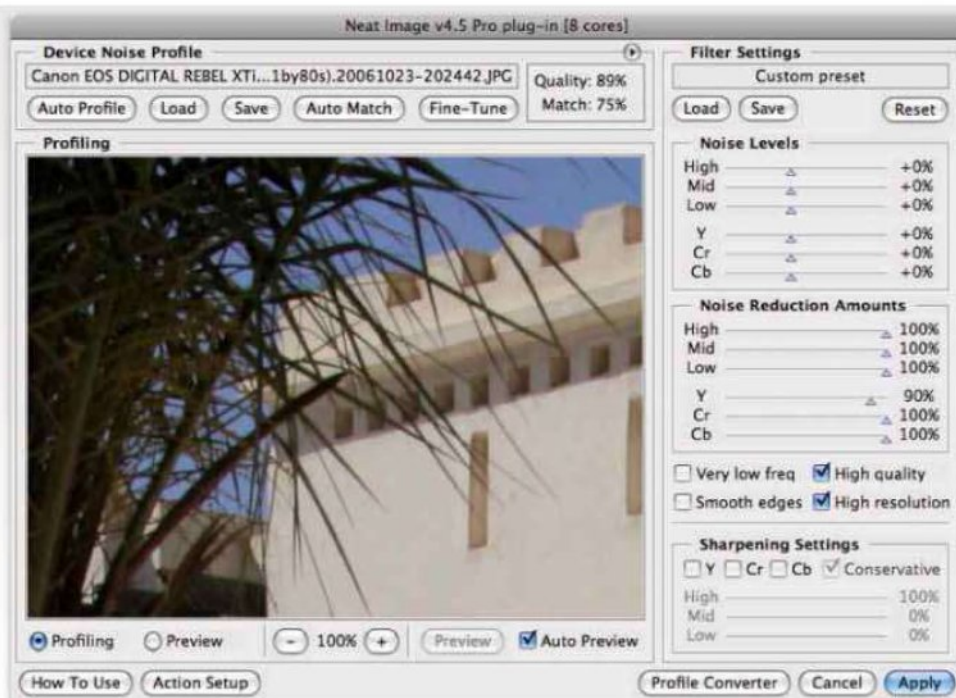 Neat Image v4.5 Pro plug-in [8 cores]
Device Noise Profile
Canon EOS DIGITAL REBEL XTi...1by80s).20061023-202442.JPG
Quality: 89%
Match: 75%
Auto Profile Load Save Auto Match Fine-Tune
Profiling
Profiling Preview - 100% + Preview Auto Preview
Filter Settings
Custom preset
Load Save Reset
Noise Levels
High +0%
Mid +0%
Low +0%
Y +0%
Cr +0%
Cb +0%
Noise Reduction Amounts
High 100%
Mid 100%
Low 100%
Y 90%
Cr 100%
Cb 100%
Very low freq High quality
Smooth edges High resolution
Sharpening Settings
Y Cr Cb Conservative
High 100%
Mid 0%
Low 0%
How To Use Action Setup Profile Converter Cancel Apply